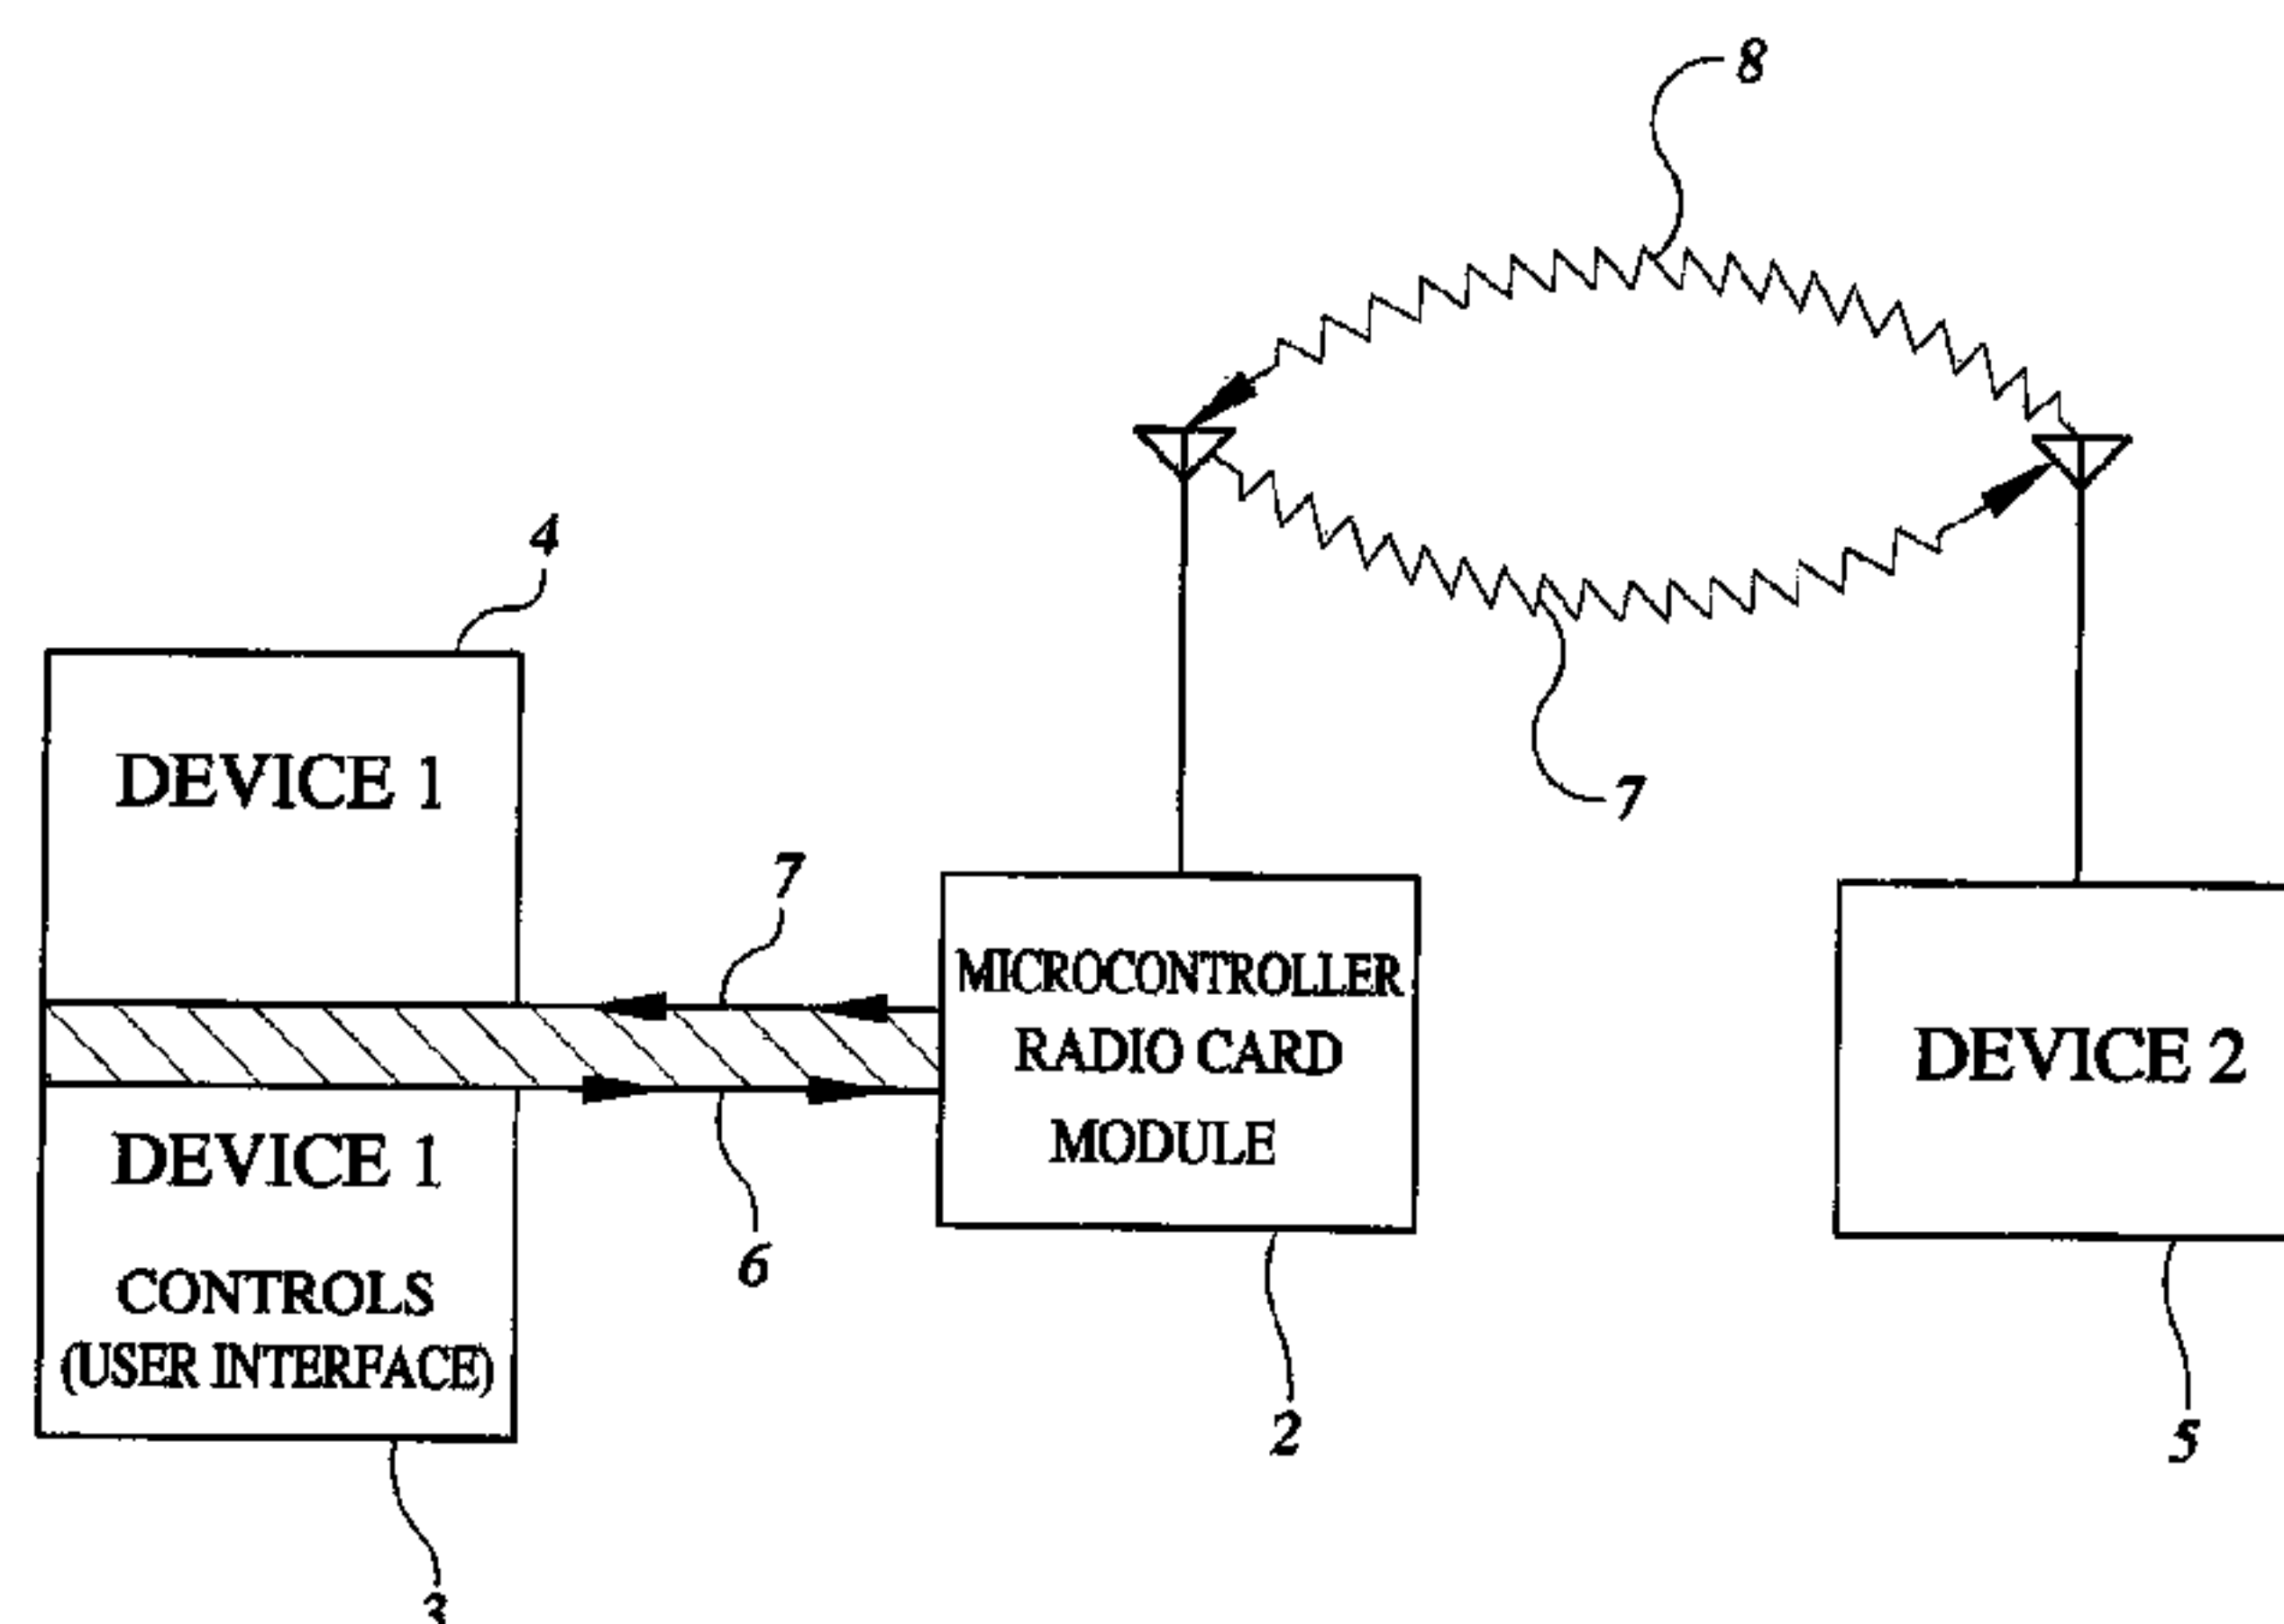 8
4
DEVICE 1
7
7
MICROCONTROLLER
RADIO CARD
MODULE
DEVICE 2
DEVICE 1
CONTROLS
(USER INTERFACE)
6
2
5
3